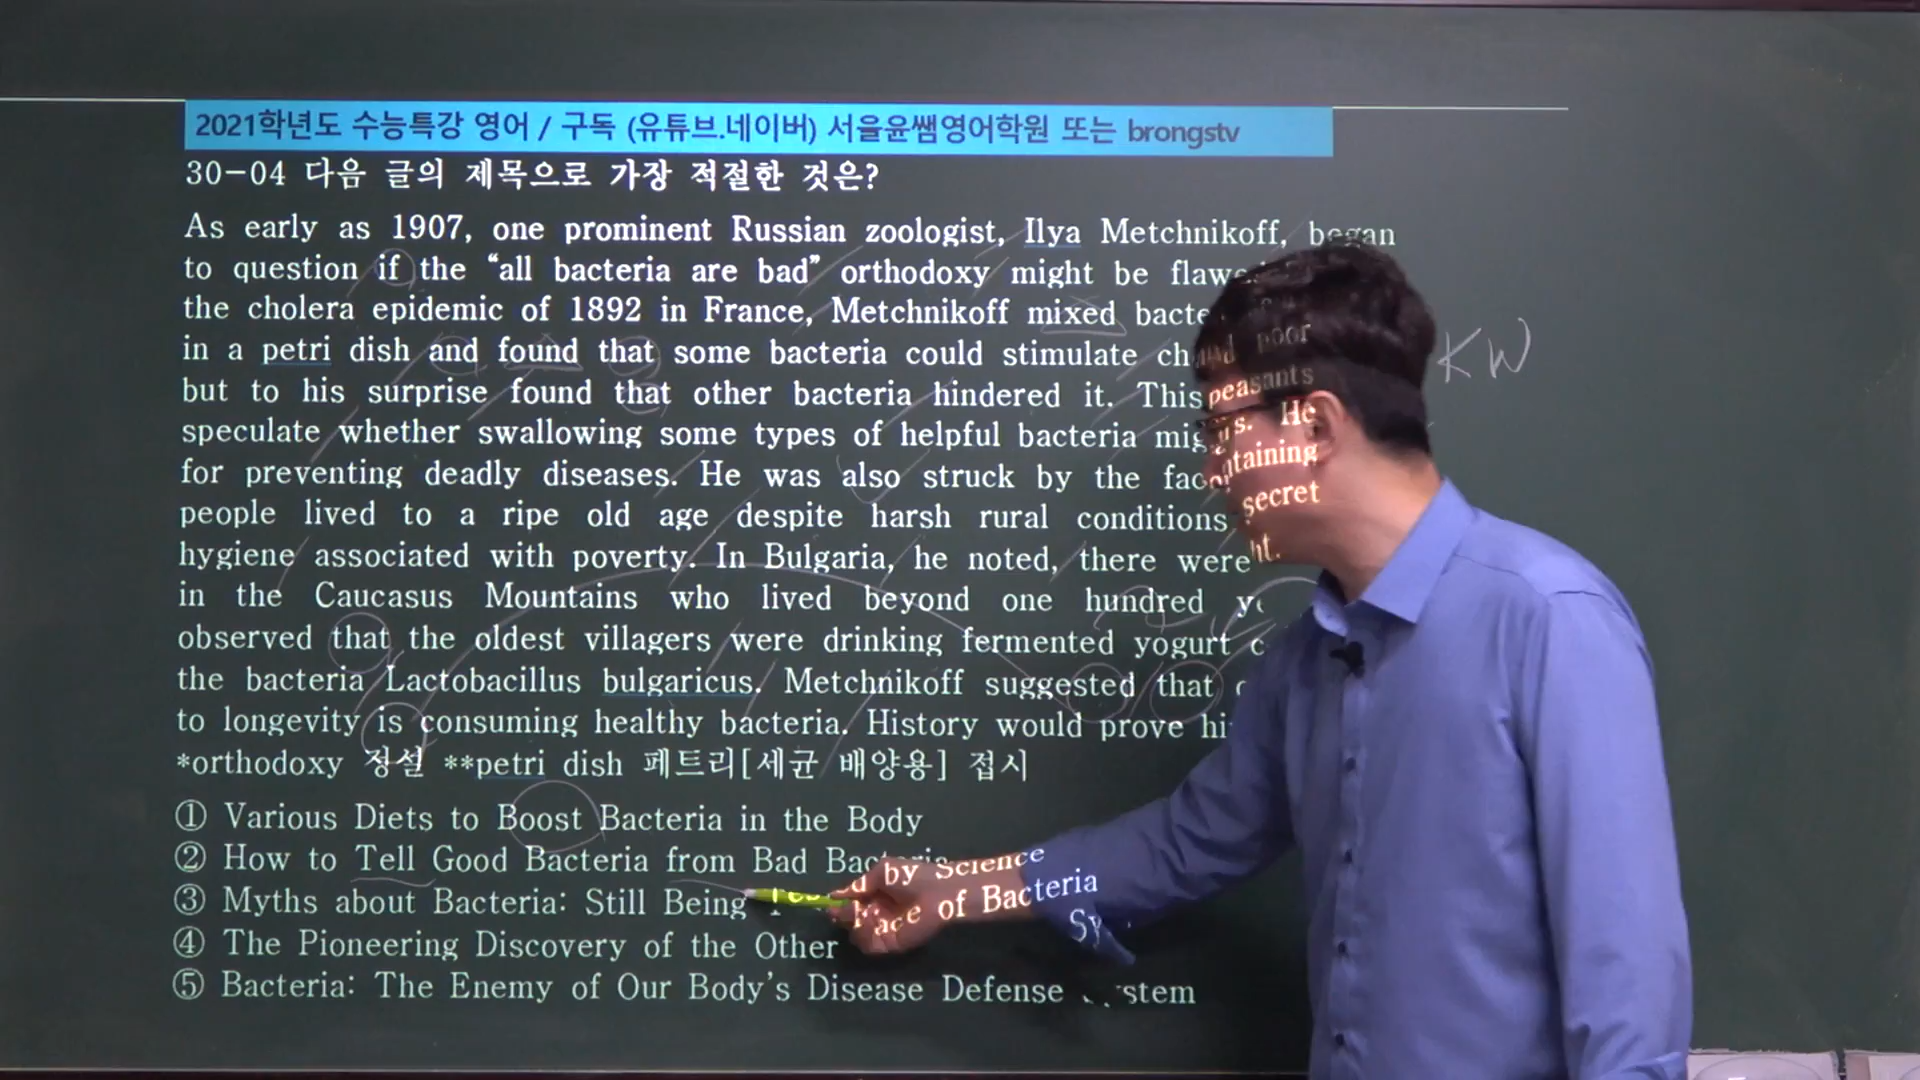 2021학년도 수능특강 영어 / 구독 (유튜브.네이버) 서울윤쌤영어학원 또는 brongstv
30-04 다음 글의 제목으로 가장 적절한 것은?
As early as 1907, one prominent Russian zoologist, Ilya Metchnikoff, began
to question if the “all bacteria are bad” orthodoxy might be
the cholera epidemic of 1892 in France, Metchnikoff mixed
in a petri dish and found that some bacteria could stimulate and poor
but to his surprise found that other bacteria hindered it. This peasants
speculate whether swallowing some types of helpful bacteria He
for preventing deadly diseases. He was also struck by the
people lived to a ripe old age despite harsh rural conditions secret
hygiene associated with poverty. In Bulgaria, he noted, there were
in the Caucasus Mountains who lived beyond one hundred
observed that the oldest villagers were drinking fermented yogurt
the bacteria Lactobacillus bulgaricus. Metchnikoff suggested that
to longevity is consuming healthy bacteria. History would prove
*orthodoxy 정설 **petri dish 페트리[세균 배양용] 접시
① Various Diets to Boost Bacteria in the Body
② How to Tell Good Bacteria from Bad
③ Myths about Bacteria: Still Being by Science
④ The Pioneering Discovery of the Other of Bacteria
⑤ Bacteria: The Enemy of Our Body’s Disease Defense
KW